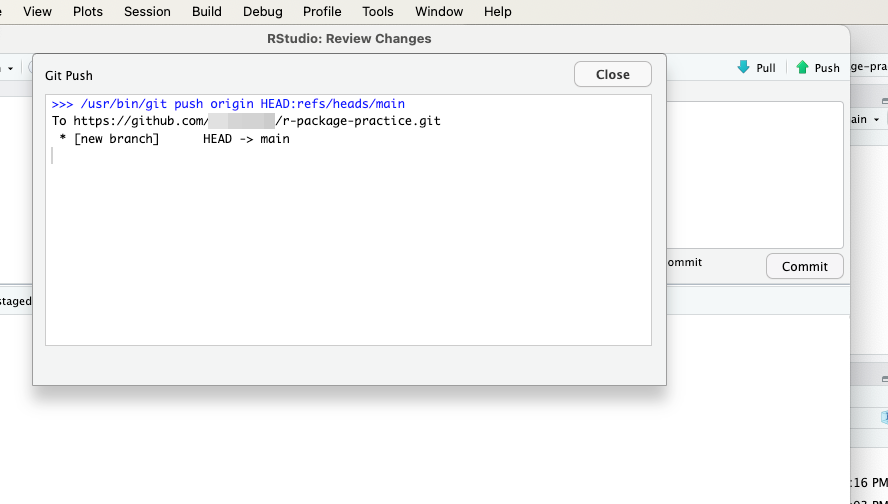 View Plots Session Build Debug Profile Tools Window Help
RStudio: Review Changes
Git Push
Close
Pull
Push
ge-pra
>>> /usr/bin/git push origin HEAD:refs/heads/main
To https://github.com/ /r-package-practice.git
* [new branch] HEAD -> main
ain
ommit
Commit
staged
:16 PM